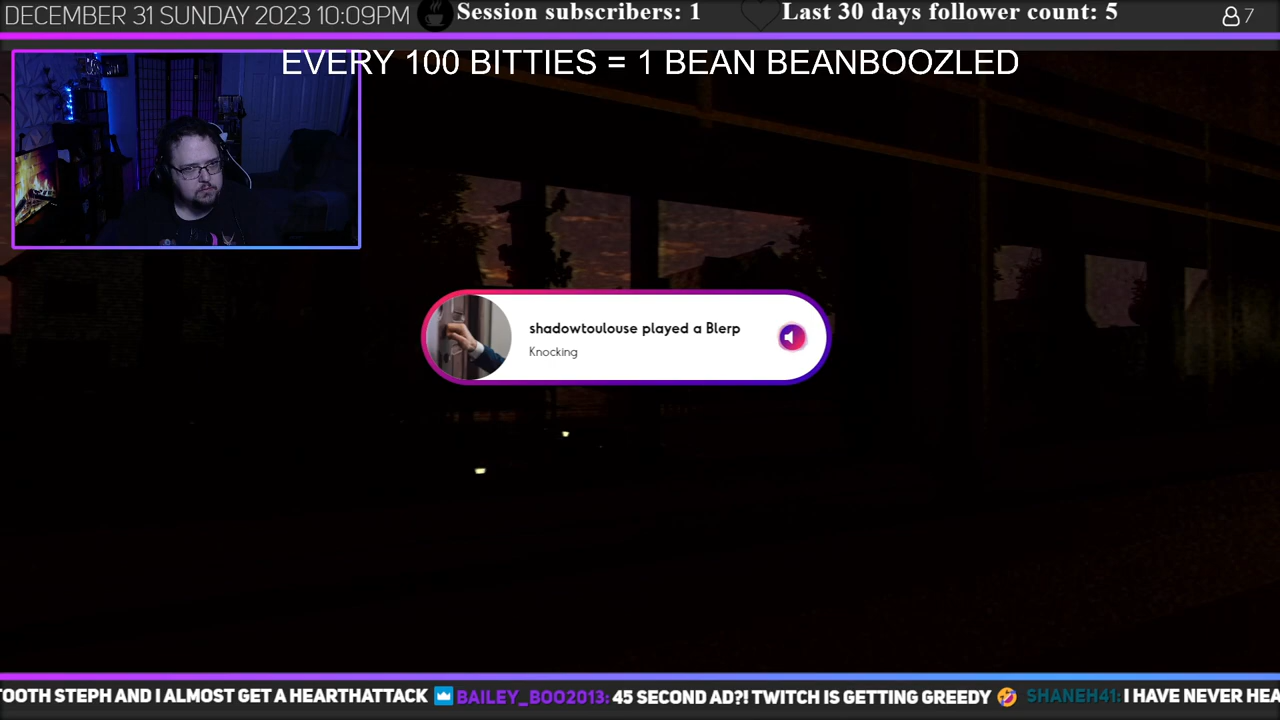 DECEMBER 31 SUNDAY 2023 10:09PM
Session subscribers: 1
Last 30 days follower count: 5
7
EVERY 100 BITTIES = 1 BEAN BEANBOOZLED
shadowtoulouse played a Blerp
Knocking
TOOTH STEPH AND I ALMOST GET A HEARTHATTACK BAILEY_BOO2013: 45 SECOND AD?! TWITCH IS GETTING GREEDY 🤣 SHANEH41: I HAVE NEVER HEA